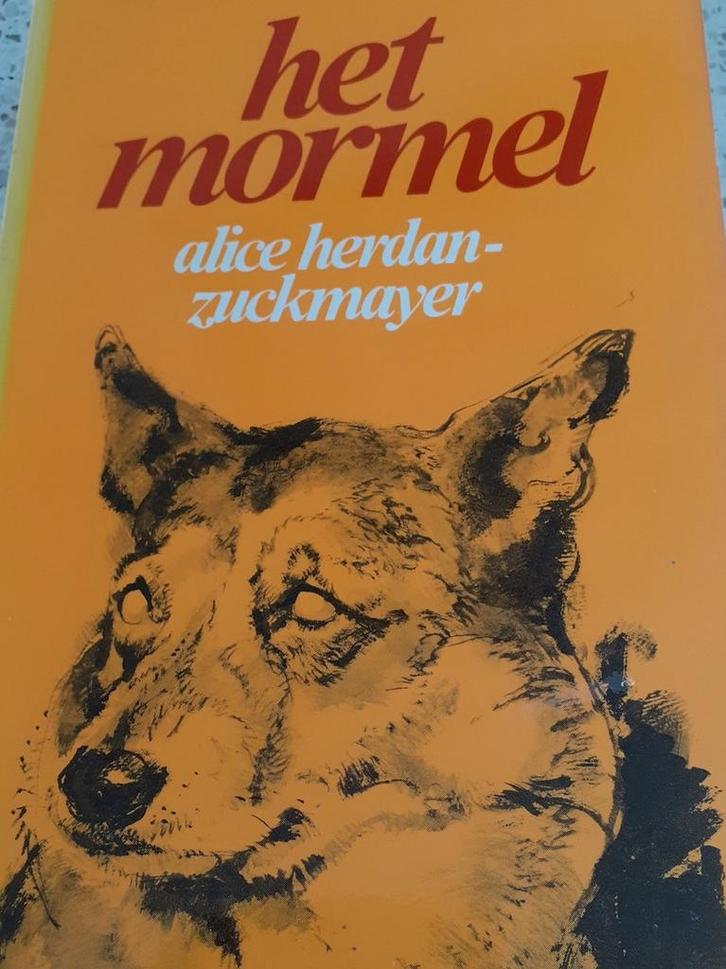 het
mormel
alice herdan-
zuckmayer